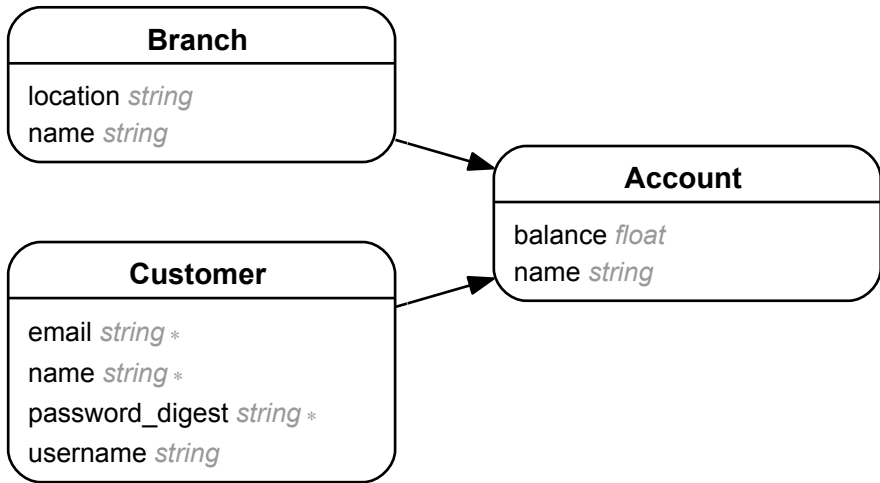 Branch
location string
name string
Customer
email string *
name string *
password_digest string *
username string
Account
balance float
name string